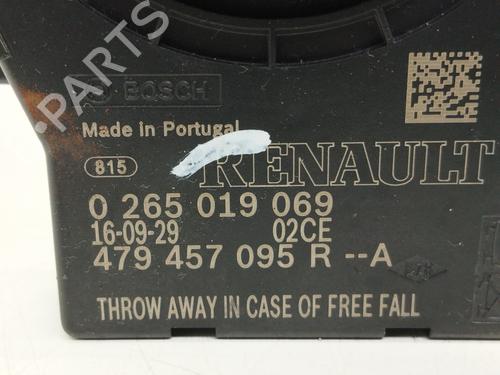 PARTS
BOSCH
Made in Portugal
815
RENAULT
0 265 019 069
16-09-29 02CE
479 457 095 R --A
THROW AWAY IN CASE OF FREE FALL